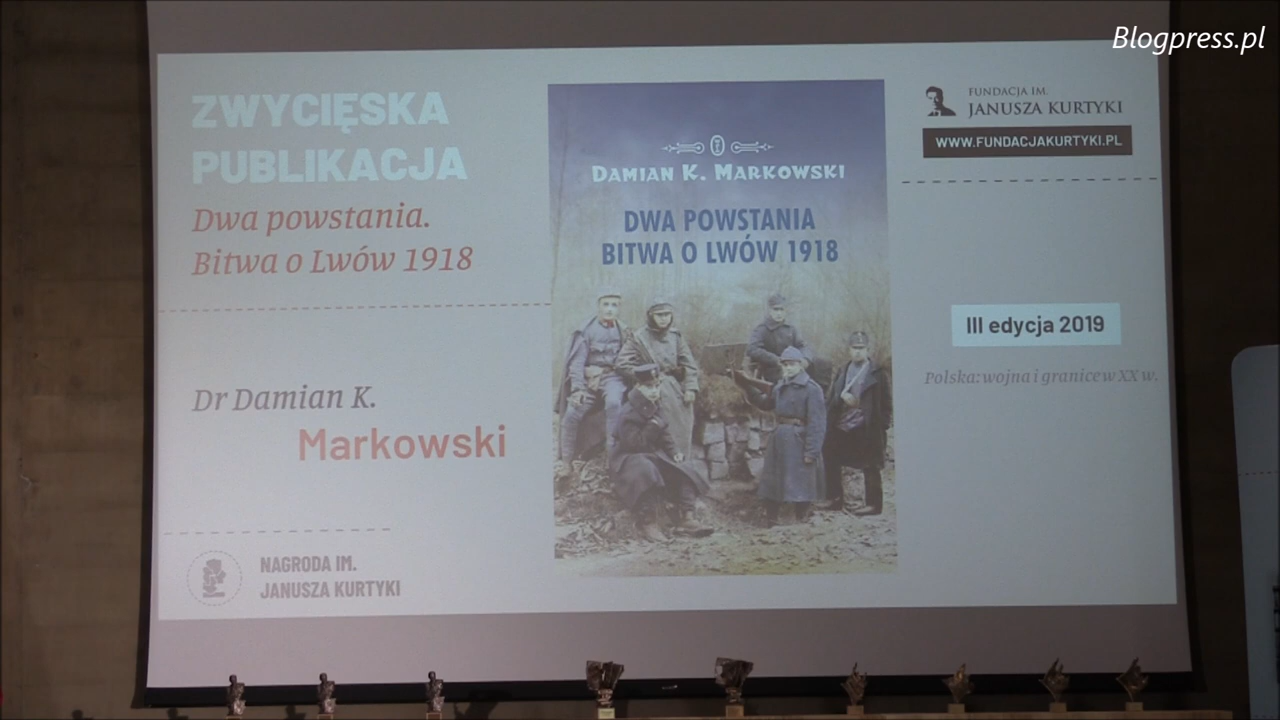 Blogpress.pl
ZWYCIĘSKA
PUBLIKACJA
Dwa powstania.
Bitwa o Lwów 1918
Dr Damian K.
Markowski
NAGRODA IM.
JANUSZA KURTYKI
DAMIAN K. MARKOWSKI
DWA POWSTANIA
BITWA O LWÓW 1918
FUNDACJA IM.
JANUSZA KURTYKI
WWW.FUNDACJAKURTYKI.PL
III edycja 2019
Polska: wojna i granice w XX w.